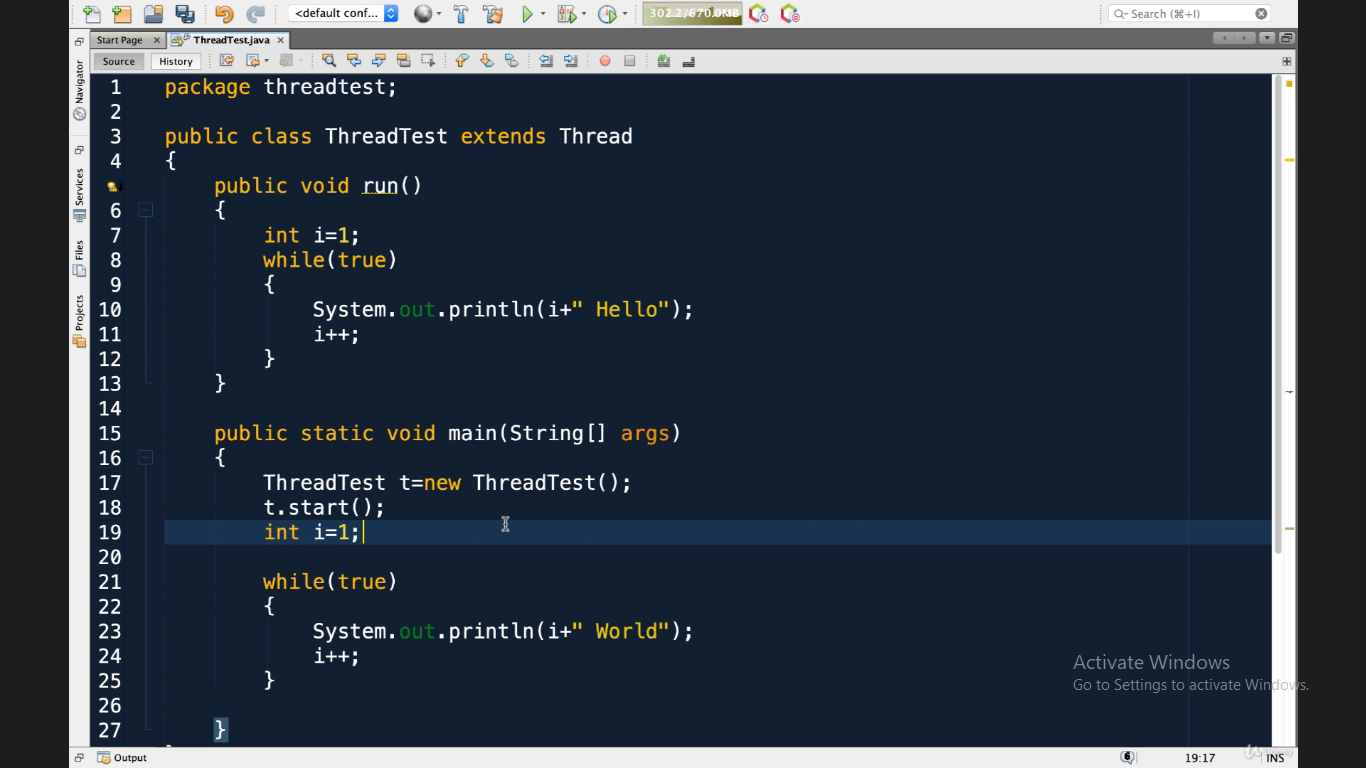 <default conf...
302.2/670.0MB
Search (⌘+I)
Start Page
ThreadTest.java
Source
History
Navigator
Services
Files
Projects
1 package threadtest;
2
3 public class ThreadTest extends Thread
4 {
public void run()
6 {
7 int i=1;
8 while(true)
9 {
10 System.out.println(i+" Hello");
11 i++;
12 }
13 }
14
15 public static void main(String[] args)
16 {
17 ThreadTest t=new ThreadTest();
18 t.start();
19 int i=1;
20
21 while(true)
22 {
23 System.out.println(i+" World");
24 i++;
25 }
26
27 }
Activate Windows
Go to Settings to activate Windows.
Output
6
19:17
INS